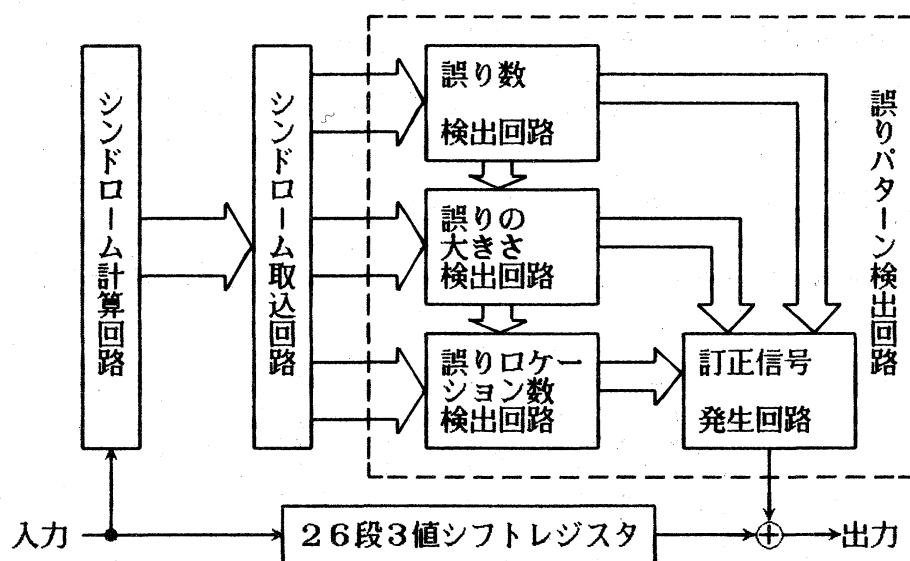 シンドローム計算回路
シンドローム取込回路
誤り数
検出回路
誤りの
大きさ
検出回路
誤りロケー
ション数
検出回路
訂正信号
発生回路
誤りパターン検出回路
入力
26段3値シフトレジスタ
出力